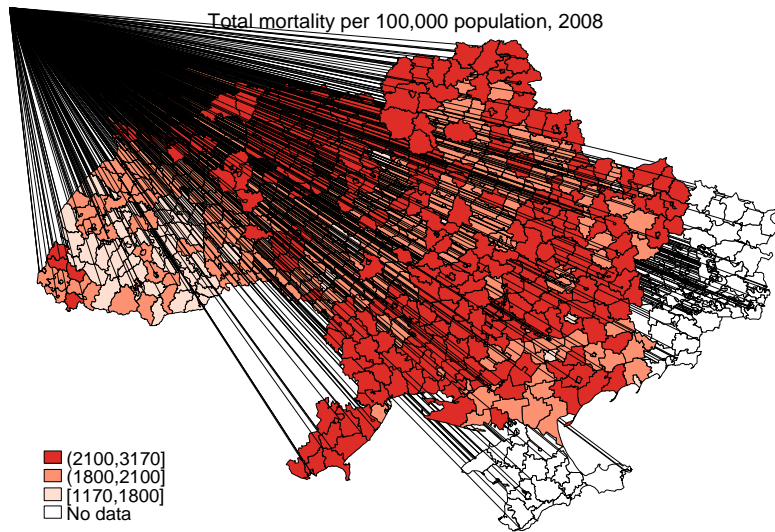 Total mortality per 100,000 population, 2008
(2100,3170]
(1800,2100]
[1170,1800]
No data